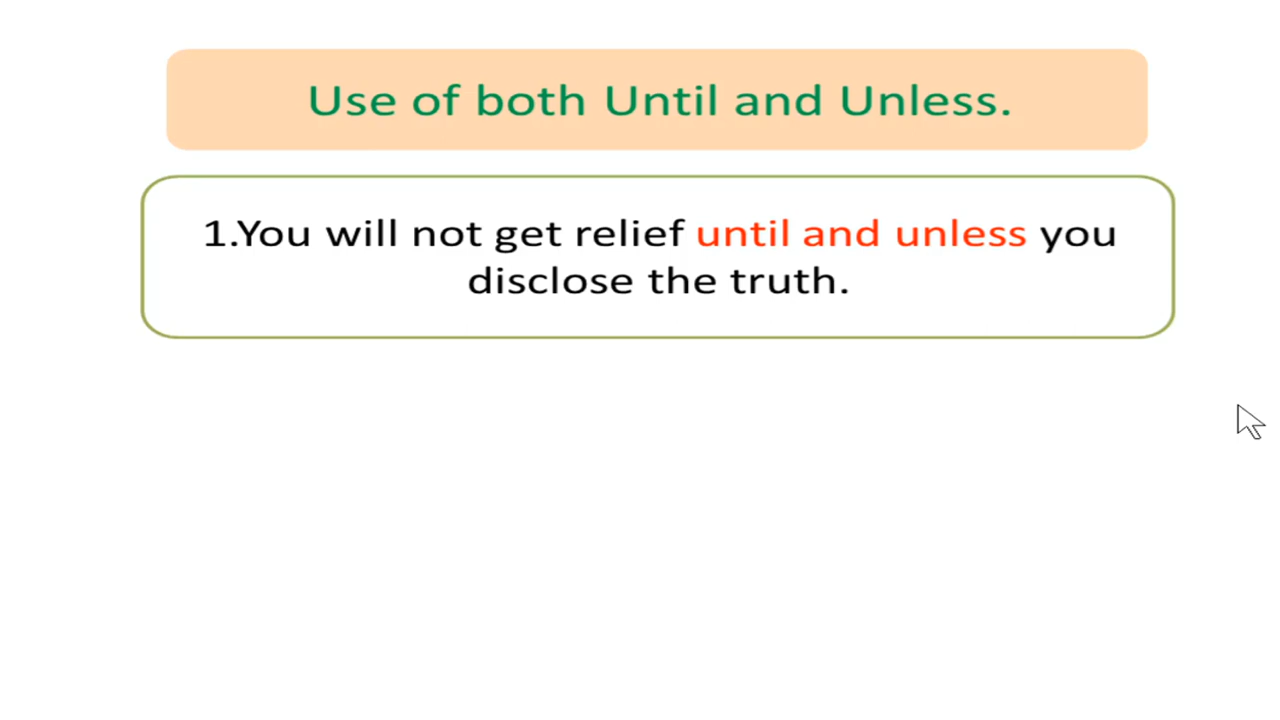 Use of both Until and Unless.
1.You will not get relief until and unless you
disclose the truth.